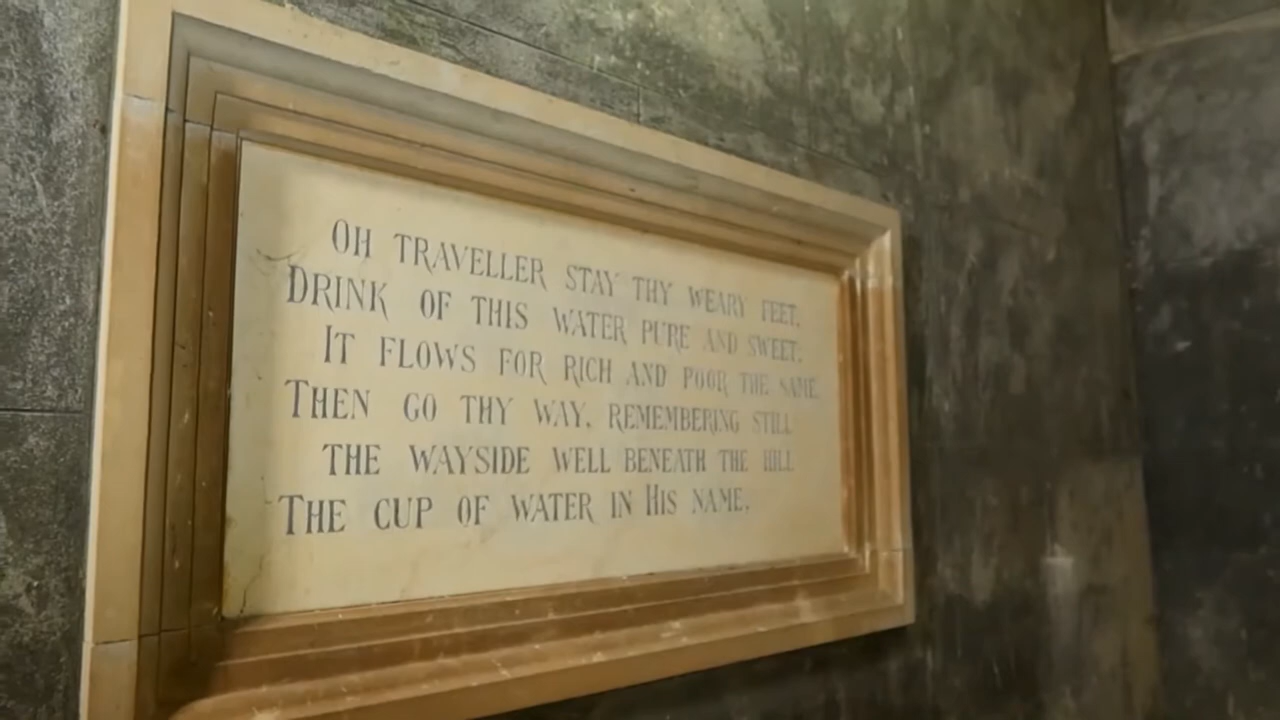 OH TRAVELLER STAY THY WEARY FEET,
DRINK OF THIS WATER PURE AND SWEET;
IT FLOWS FOR RICH AND POOR THE SAME.
THEN GO THY WAY, REMEMBERING STILL
THE WAYSIDE WELL BENEATH THE HILL
THE CUP OF WATER IN HIS NAME.